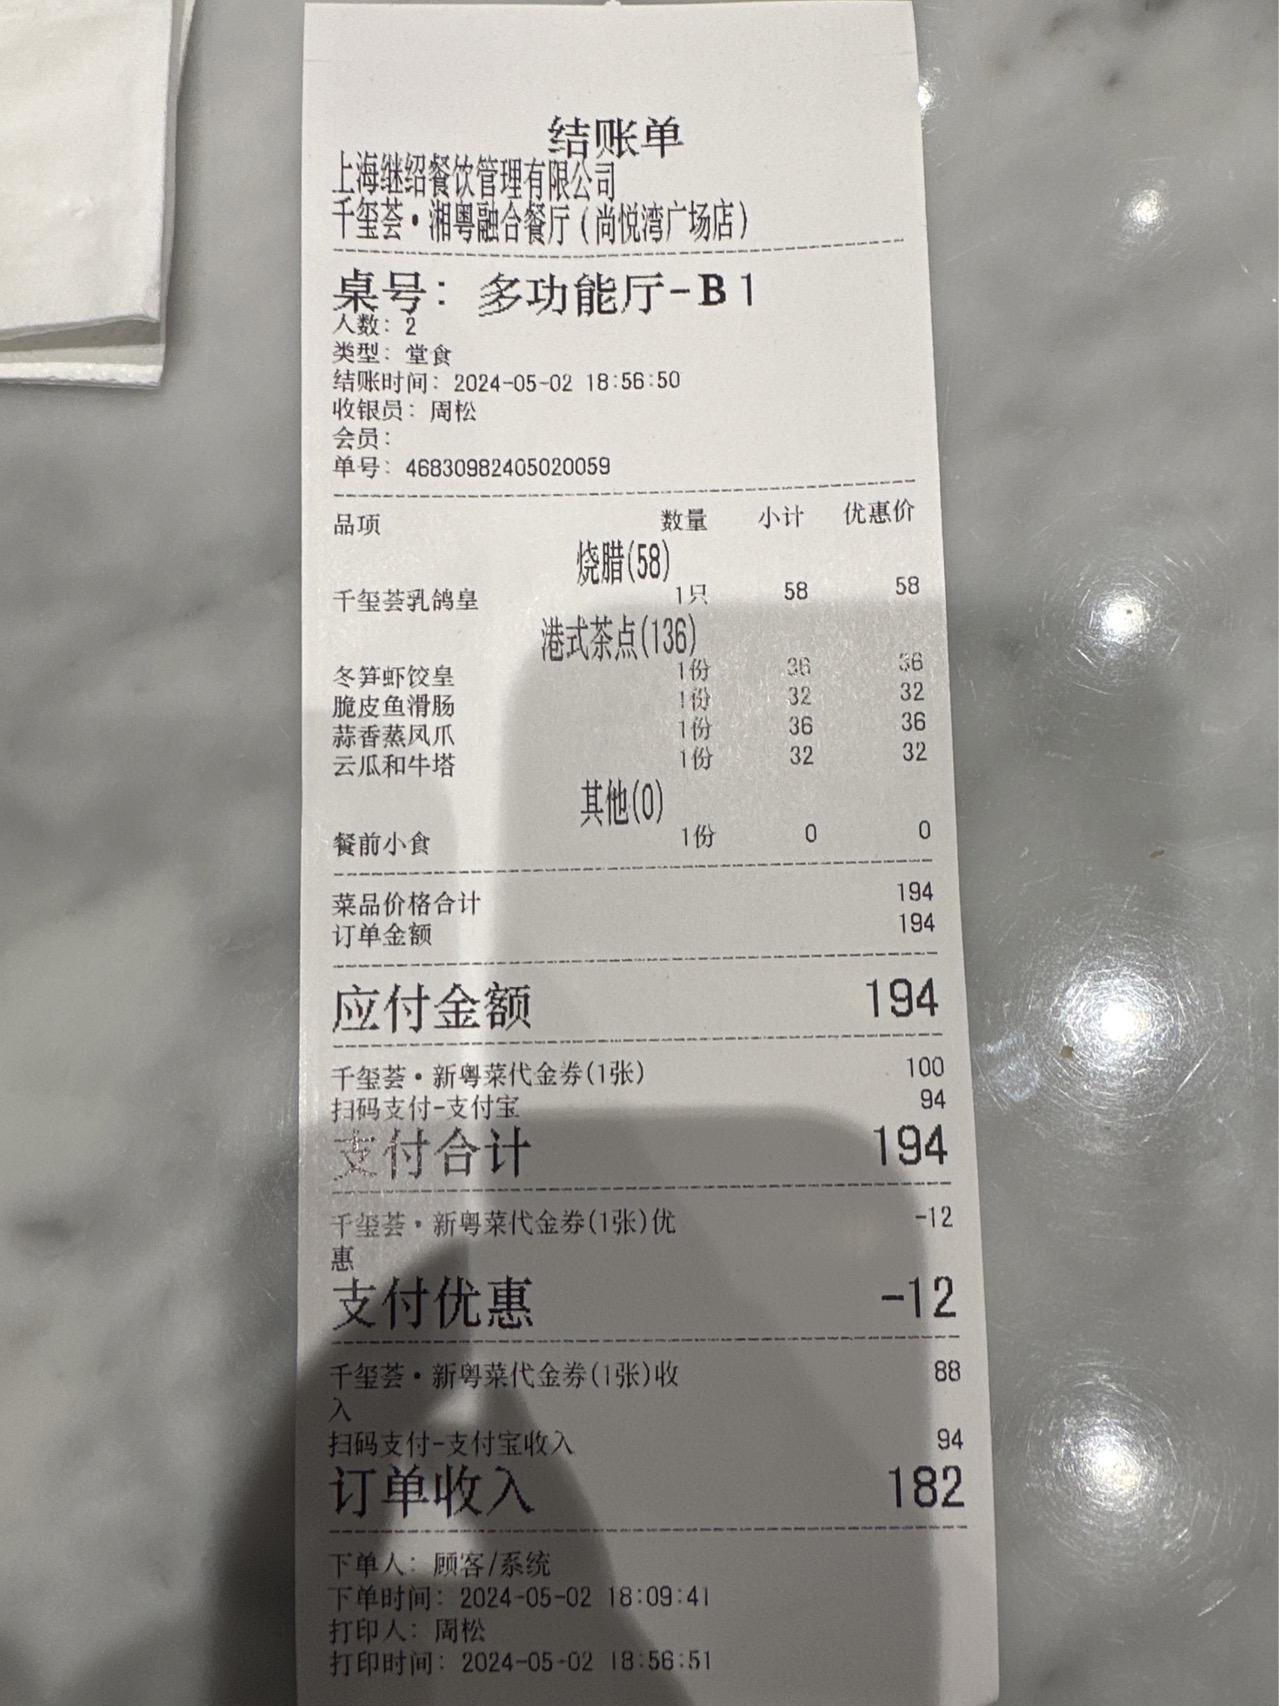 结账单
上海继绍餐饮管理有限公司
千玺荟•湘粤融合餐厅(尚悦湾广场店)
桌号: 多功能厅-B1
人数: 2
类型: 堂食
结账时间: 2024-05-02 18:56:50
收银员: 周松
会员:
单号: 46830982405020059
品项 数量 小计 优惠价
烧腊(58)
千玺荟乳鸽皇 1只 58 58
港式茶点(136)
冬笋虾饺皇 1份 36 36
脆皮鱼滑肠 1份 32 32
蒜香蒸凤爪 1份 36 36
云瓜和牛塔 1份 32 32
其他(0)
餐前小食 1份 0 0
菜品价格合计 194
订单金额 194
应付金额 194
千玺荟•新粤菜代金券(1张) 100
扫码支付-支付宝 94
支付合计 194
千玺荟•新粤菜代金券(1张)优 -12
惠
支付优惠 -12
千玺荟•新粤菜代金券(1张)收 88
入
扫码支付-支付宝收入 94
订单收入 182
下单人: 顾客/系统
下单时间: 2024-05-02 18:09:41
打印人: 周松
打印时间: 2024-05-02 18:56:51